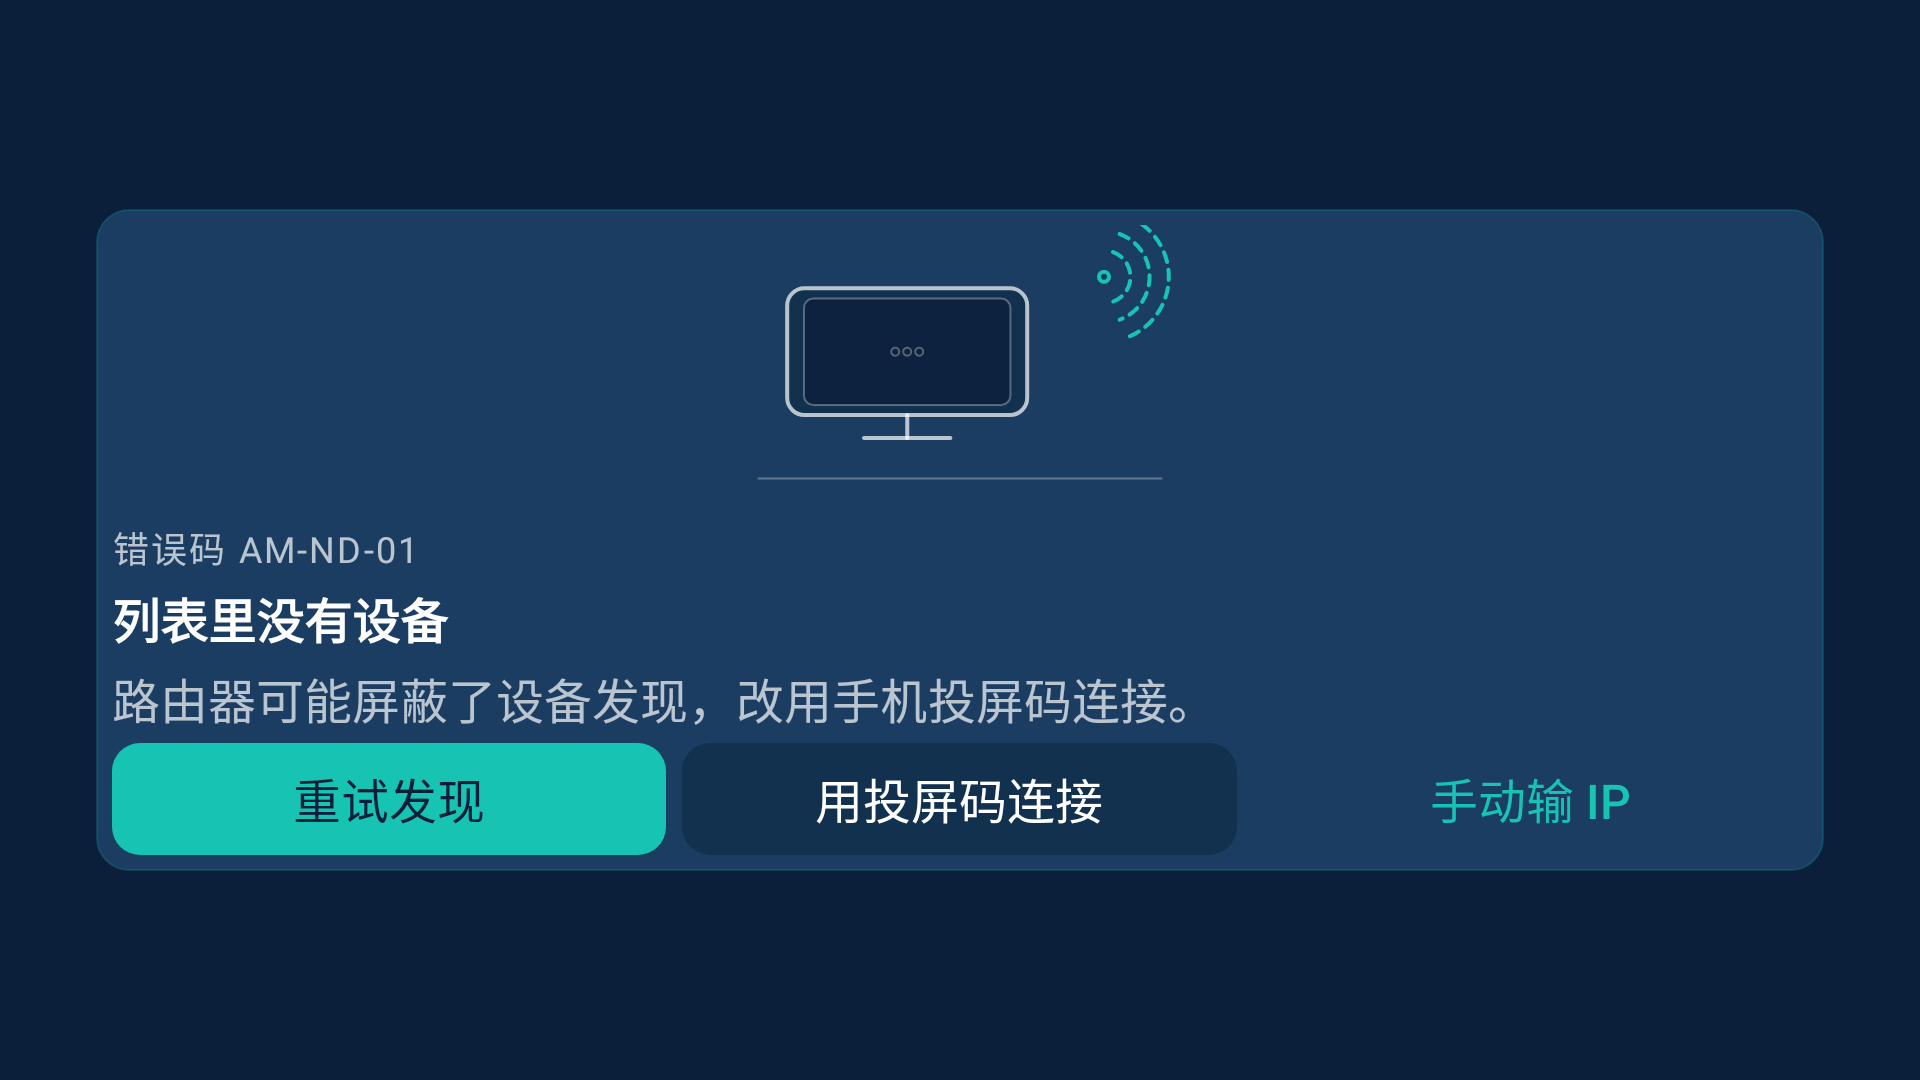 错误码 AM-ND-01
列表里没有设备
路由器可能屏蔽了设备发现，改用手机投屏码连接。
重试发现
用投屏码连接
手动输 IP